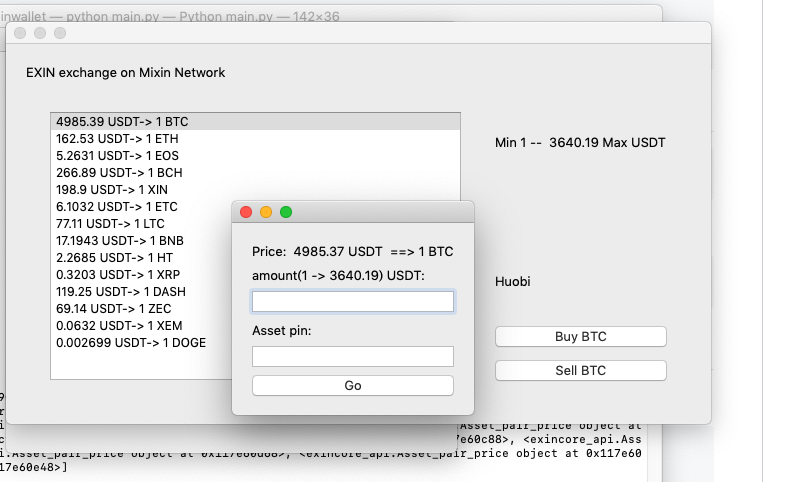 inwallet — python main.py — Python main.py — 142×36
EXIN exchange on Mixin Network
4985.39 USDT-> 1 BTC
162.53 USDT-> 1 ETH
5.2631 USDT-> 1 EOS
266.89 USDT-> 1 BCH
198.9 USDT-> 1 XIN
6.1032 USDT-> 1 ETC
77.11 USDT-> 1 LTC
17.1943 USDT-> 1 BNB
2.2685 USDT-> 1 HT
0.3203 USDT-> 1 XRP
119.25 USDT-> 1 DASH
69.14 USDT-> 1 ZEC
0.0632 USDT-> 1 XEM
0.002699 USDT-> 1 DOGE
Min 1 -- 3640.19 Max USDT
Huobi
Buy BTC
Sell BTC
Price: 4985.37 USDT ==> 1 BTC
amount(1 -> 3640.19) USDT:
Asset pin:
Go
Asset_pair_price object at
7e60c88>, <exincore_api.Ass
i.Asset_pair_price object at 0x117e60d88>, <exincore_api.Asset_pair_price object at 0x117e60
17e60e48>]